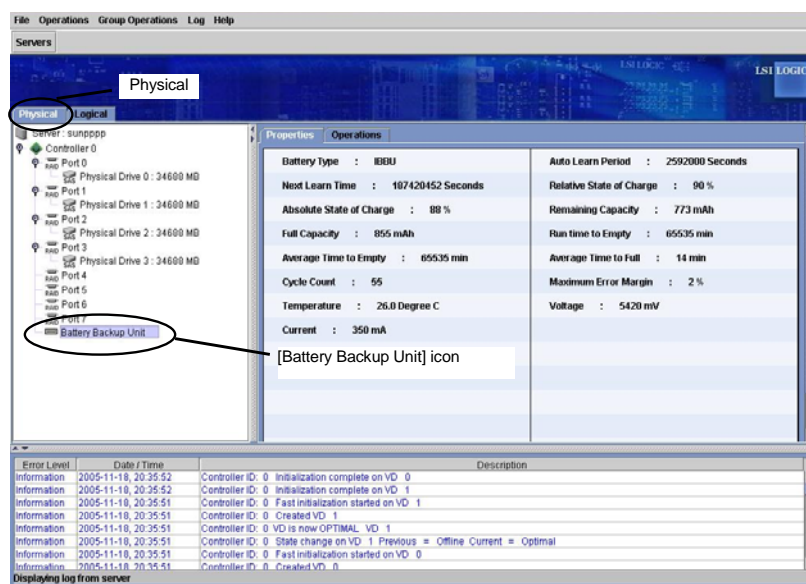 File Operations Group Operations Log Help
Servers
LSI LOGIC
LSI LOGIC
Physical
Physical Logical
Server : sunpppp
Controller 0
RAID Port 0
Physical Drive 0 : 34680 MB
RAID Port 1
Physical Drive 1 : 34680 MB
RAID Port 2
Physical Drive 2 : 34680 MB
RAID Port 3
Physical Drive 3 : 34680 MB
RAID Port 4
RAID Port 5
RAID Port 6
RAID Port 7
Battery Backup Unit
Properties Operations
Battery Type : IBBU Auto Learn Period : 2592000 Seconds
Next Learn Time : 187420452 Seconds Relative State of Charge : 90 %
Absolute State of Charge : 88 % Remaining Capacity : 773 mAh
Full Capacity : 855 mAh Run time to Empty : 65535 min
Average Time to Empty : 65535 min Average Time to Full : 14 min
Cycle Count : 55 Maximum Error Margin : 2 %
Temperature : 26.0 Degree C Voltage : 5420 mV
Current : 350 mA
[Battery Backup Unit] icon
Error Level Date / Time Description
Information 2005-11-18, 20:35:52 Controller ID: 0 Initialization complete on VD 0
Information 2005-11-18, 20:35:52 Controller ID: 0 Initialization complete on VD 1
Information 2005-11-18, 20:35:51 Controller ID: 0 Fast initialization started on VD 1
Information 2005-11-18, 20:35:51 Controller ID: 0 Created VD 1
Information 2005-11-18, 20:35:51 Controller ID: 0 VD is now OPTIMAL VD 1
Information 2005-11-18, 20:35:51 Controller ID: 0 State change on VD 1 Previous = Offline Current = Optimal
Information 2005-11-18, 20:35:51 Controller ID: 0 Fast initialization started on VD 0
Information 2005-11-18, 20:35:51 Controller ID: 0 Created VD 0
Displaying log from server